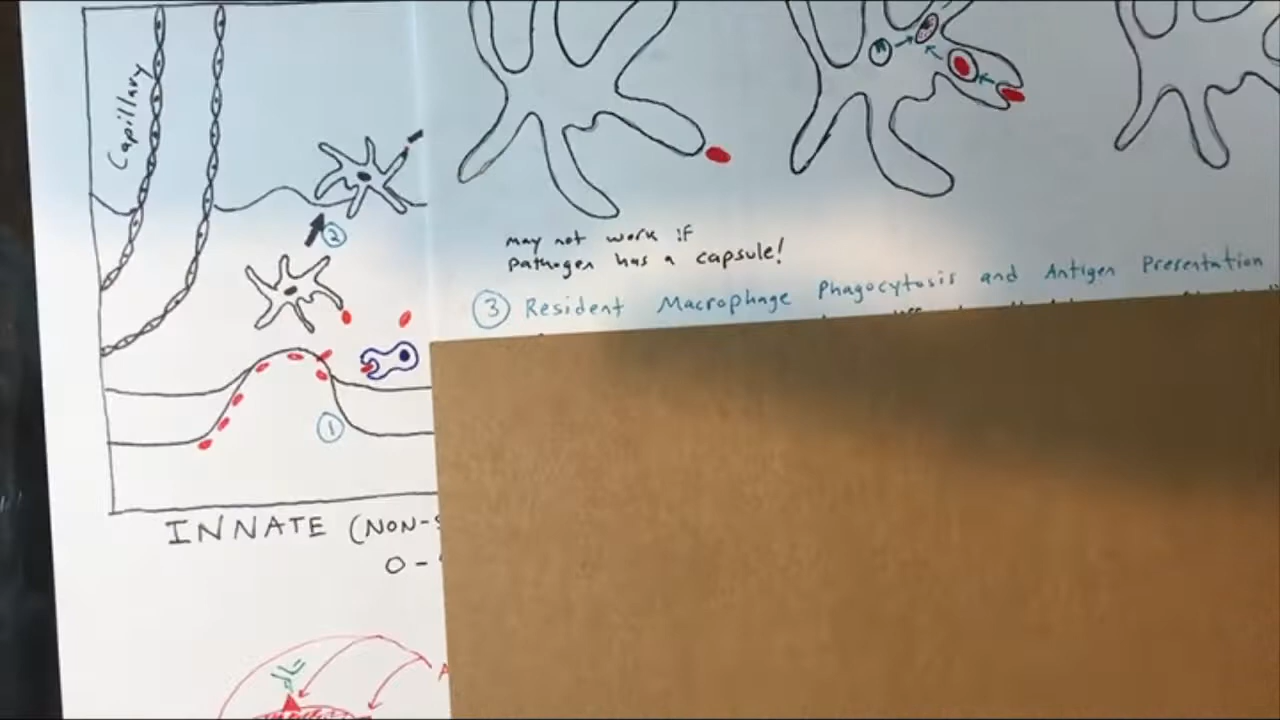 Capillary
2
may not work if
pathogen has a capsule!
3 Resident Macrophage Phagocytosis and Antigen Presentation
1
INNATE (NON-
0-